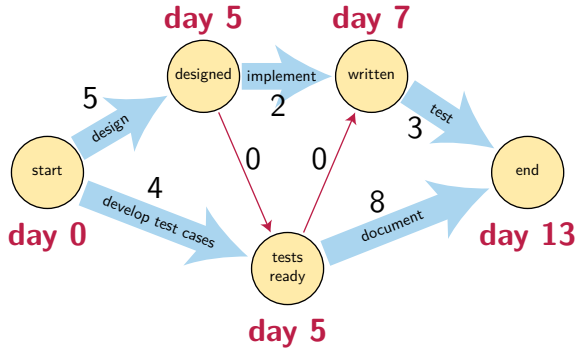 day 5
day 7
designed
implement
written
5
2
design
test
3
start
0
0
end
4
8
develop test cases
document
day 0
day 13
tests
ready
day 5